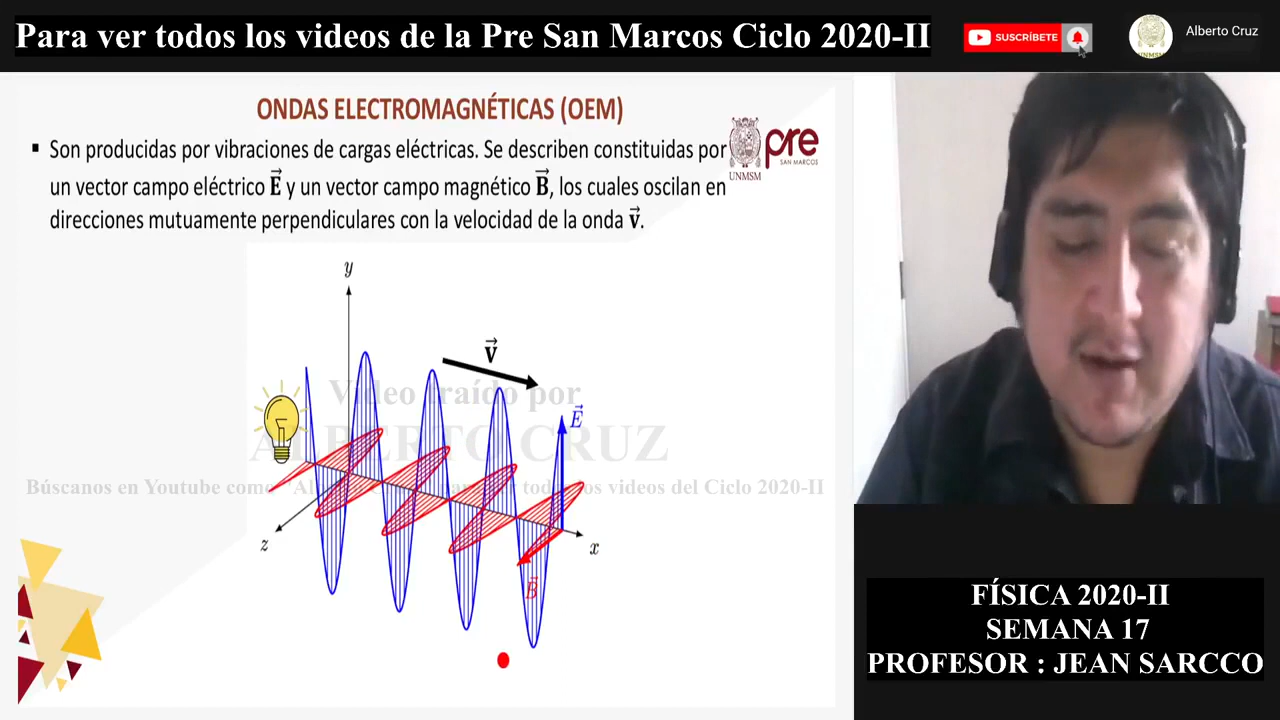 Para ver todos los videos de la Pre San Marcos Ciclo 2020-II
SUSCRÍBETE
Alberto Cruz
UNMSM
ONDAS ELECTROMAGNÉTICAS (OEM)
▪ Son producidas por vibraciones de cargas eléctricas. Se describen constituidas por
un vector campo eléctrico E⃗ y un vector campo magnético B⃗, los cuales oscilan en
direcciones mutuamente perpendiculares con la velocidad de la onda v⃗.
pre
SAN MARCOS
UNMSM
y
v⃗
E⃗
Video traído por
ALBERTO CRUZ
Búscanos en Youtube como
videos del Ciclo 2020-II
z
x
B⃗
FÍSICA 2020-II
SEMANA 17
PROFESOR : JEAN SARCCO